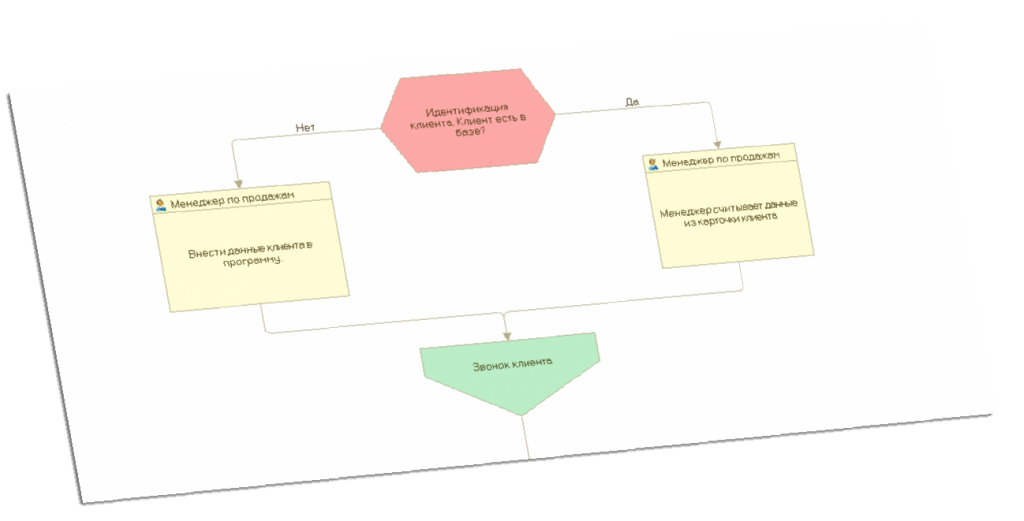 Идентификация
клиента. Клиент есть в
базе?
Нет
Да
Менеджер по продажам
Внести данные клиента в
программу.
Менеджер по продажам
Менеджер считывает данные
из карточки клиента
Звонок клиента